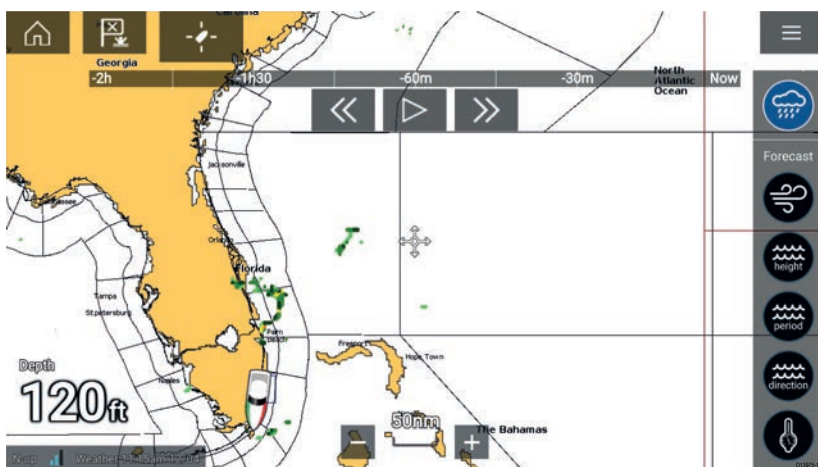 Carolina
Georgia
-2h
-1h30
-60m
-30m
Now
North
Atlantic
Ocean
Forecast
Jacksonville
height
Florida
Tampa
St.petersburg
period
Palm
Beach
Freeport
Hope Town
Depth
Naples
direction
120ft
50nm
The Bahamas
N-up